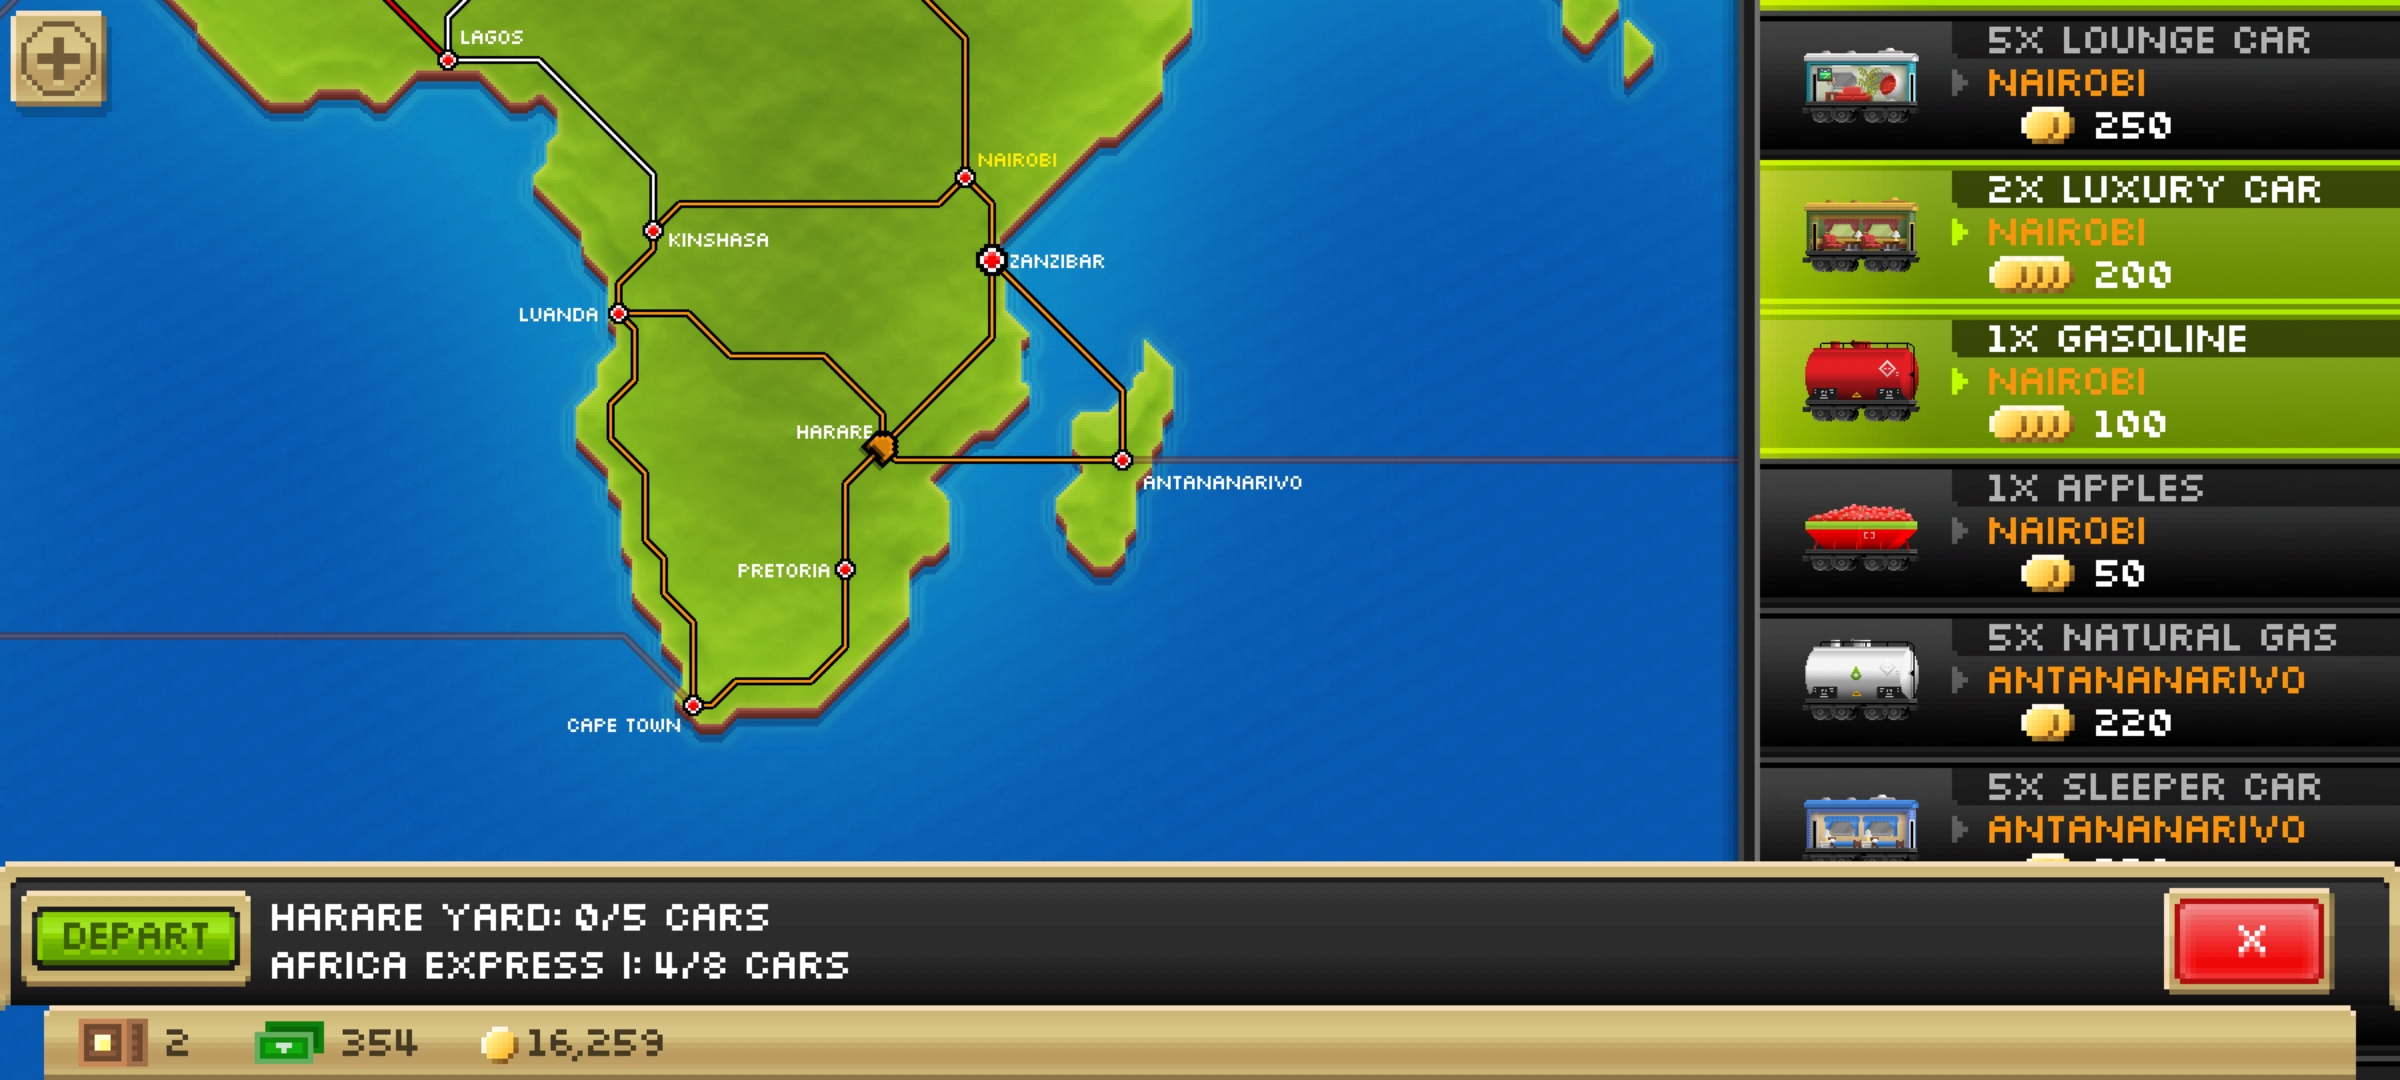 LAGOS
NAIROBI
KINSHASA
ZANZIBAR
LUANDA
HARARE
ANTANANARIVO
PRETORIA
CAPE TOWN
5X LOUNGE CAR
NAIROBI
250
2X LUXURY CAR
NAIROBI
200
1X GASOLINE
NAIROBI
100
1X APPLES
NAIROBI
50
5X NATURAL GAS
ANTANANARIVO
220
5X SLEEPER CAR
ANTANANARIVO
DEPART
HARARE YARD: 0/5 CARS
AFRICA EXPRESS I: 4/8 CARS
X
2
354
16,259